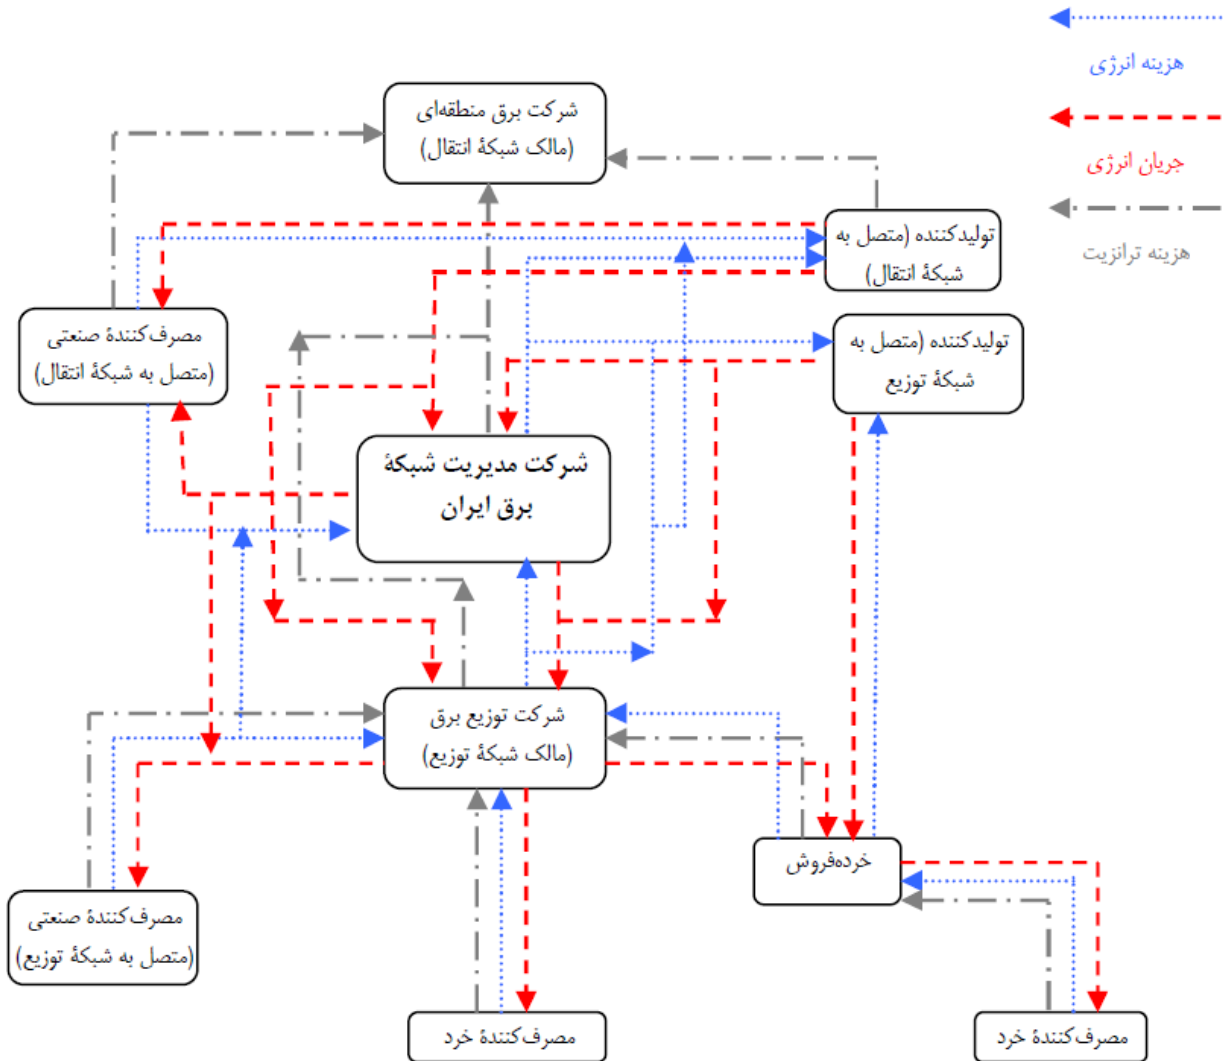 هزینه انرژی
جریان انرژی
هزینه ترانزیت
شرکت برق منطقه‌ای
(مالک شبکهٔ انتقال)
تولیدکننده (متصل به
شبکهٔ انتقال)
مصرف‌کنندهٔ صنعتی
(متصل به شبکهٔ انتقال)
تولیدکننده (متصل به
شبکهٔ توزیع
شرکت مدیریت شبکهٔ
برق ایران
شرکت توزیع برق
(مالک شبکهٔ توزیع)
خرده‌فروش
مصرف‌کنندهٔ صنعتی
(متصل به شبکهٔ توزیع)
مصرف‌کنندهٔ خرد
مصرف‌کنندهٔ خرد